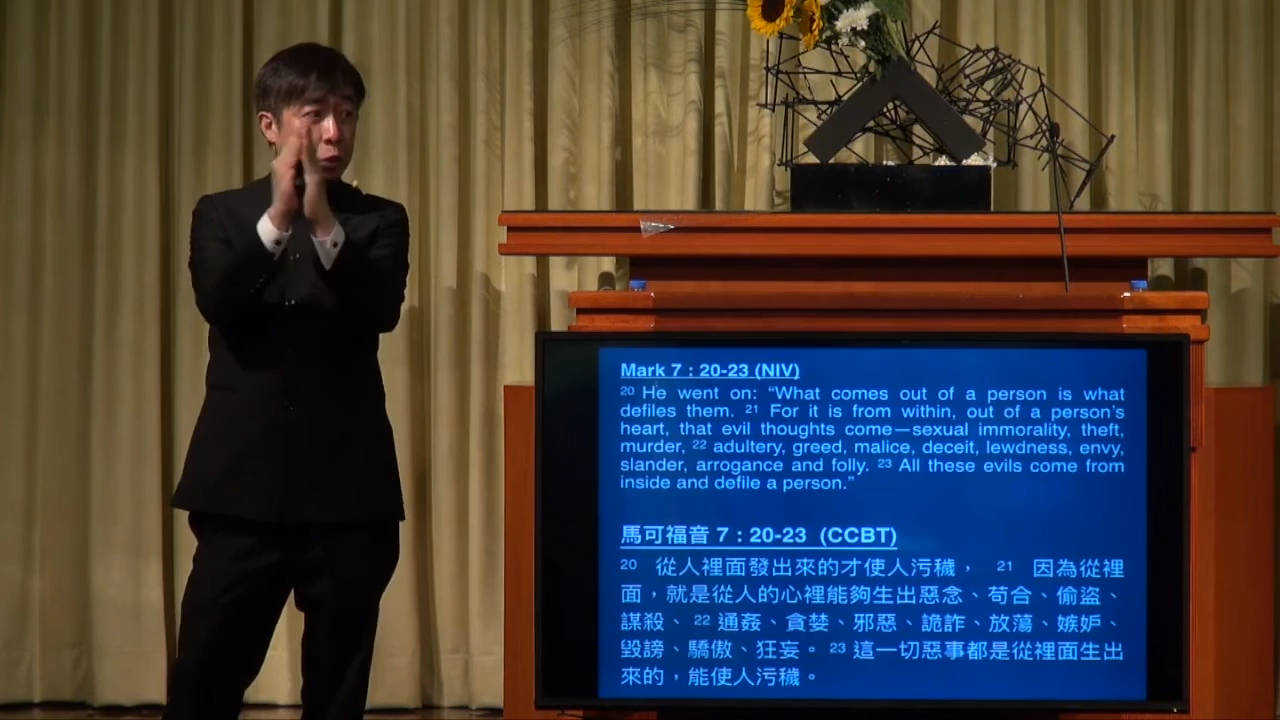 Mark 7 : 20-23 (NIV)
20 He went on: “What comes out of a person is what
defiles them. 21 For it is from within, out of a person’s
heart, that evil thoughts come—sexual immorality, theft,
murder, 22 adultery, greed, malice, deceit, lewdness, envy,
slander, arrogance and folly. 23 All these evils come from
inside and defile a person.”
馬可福音 7 : 20-23 (CCBT)
20 從人裡面發出來的才使人污穢， 21 因為從裡
面，就是從人的心裡能夠生出惡念、苟合、偷盜、
謀殺、 22 通姦、貪婪、邪惡、詭詐、放蕩、嫉妒、
毀謗、驕傲、狂妄。 23 這一切惡事都是從裡面生出
來的，能使人污穢。